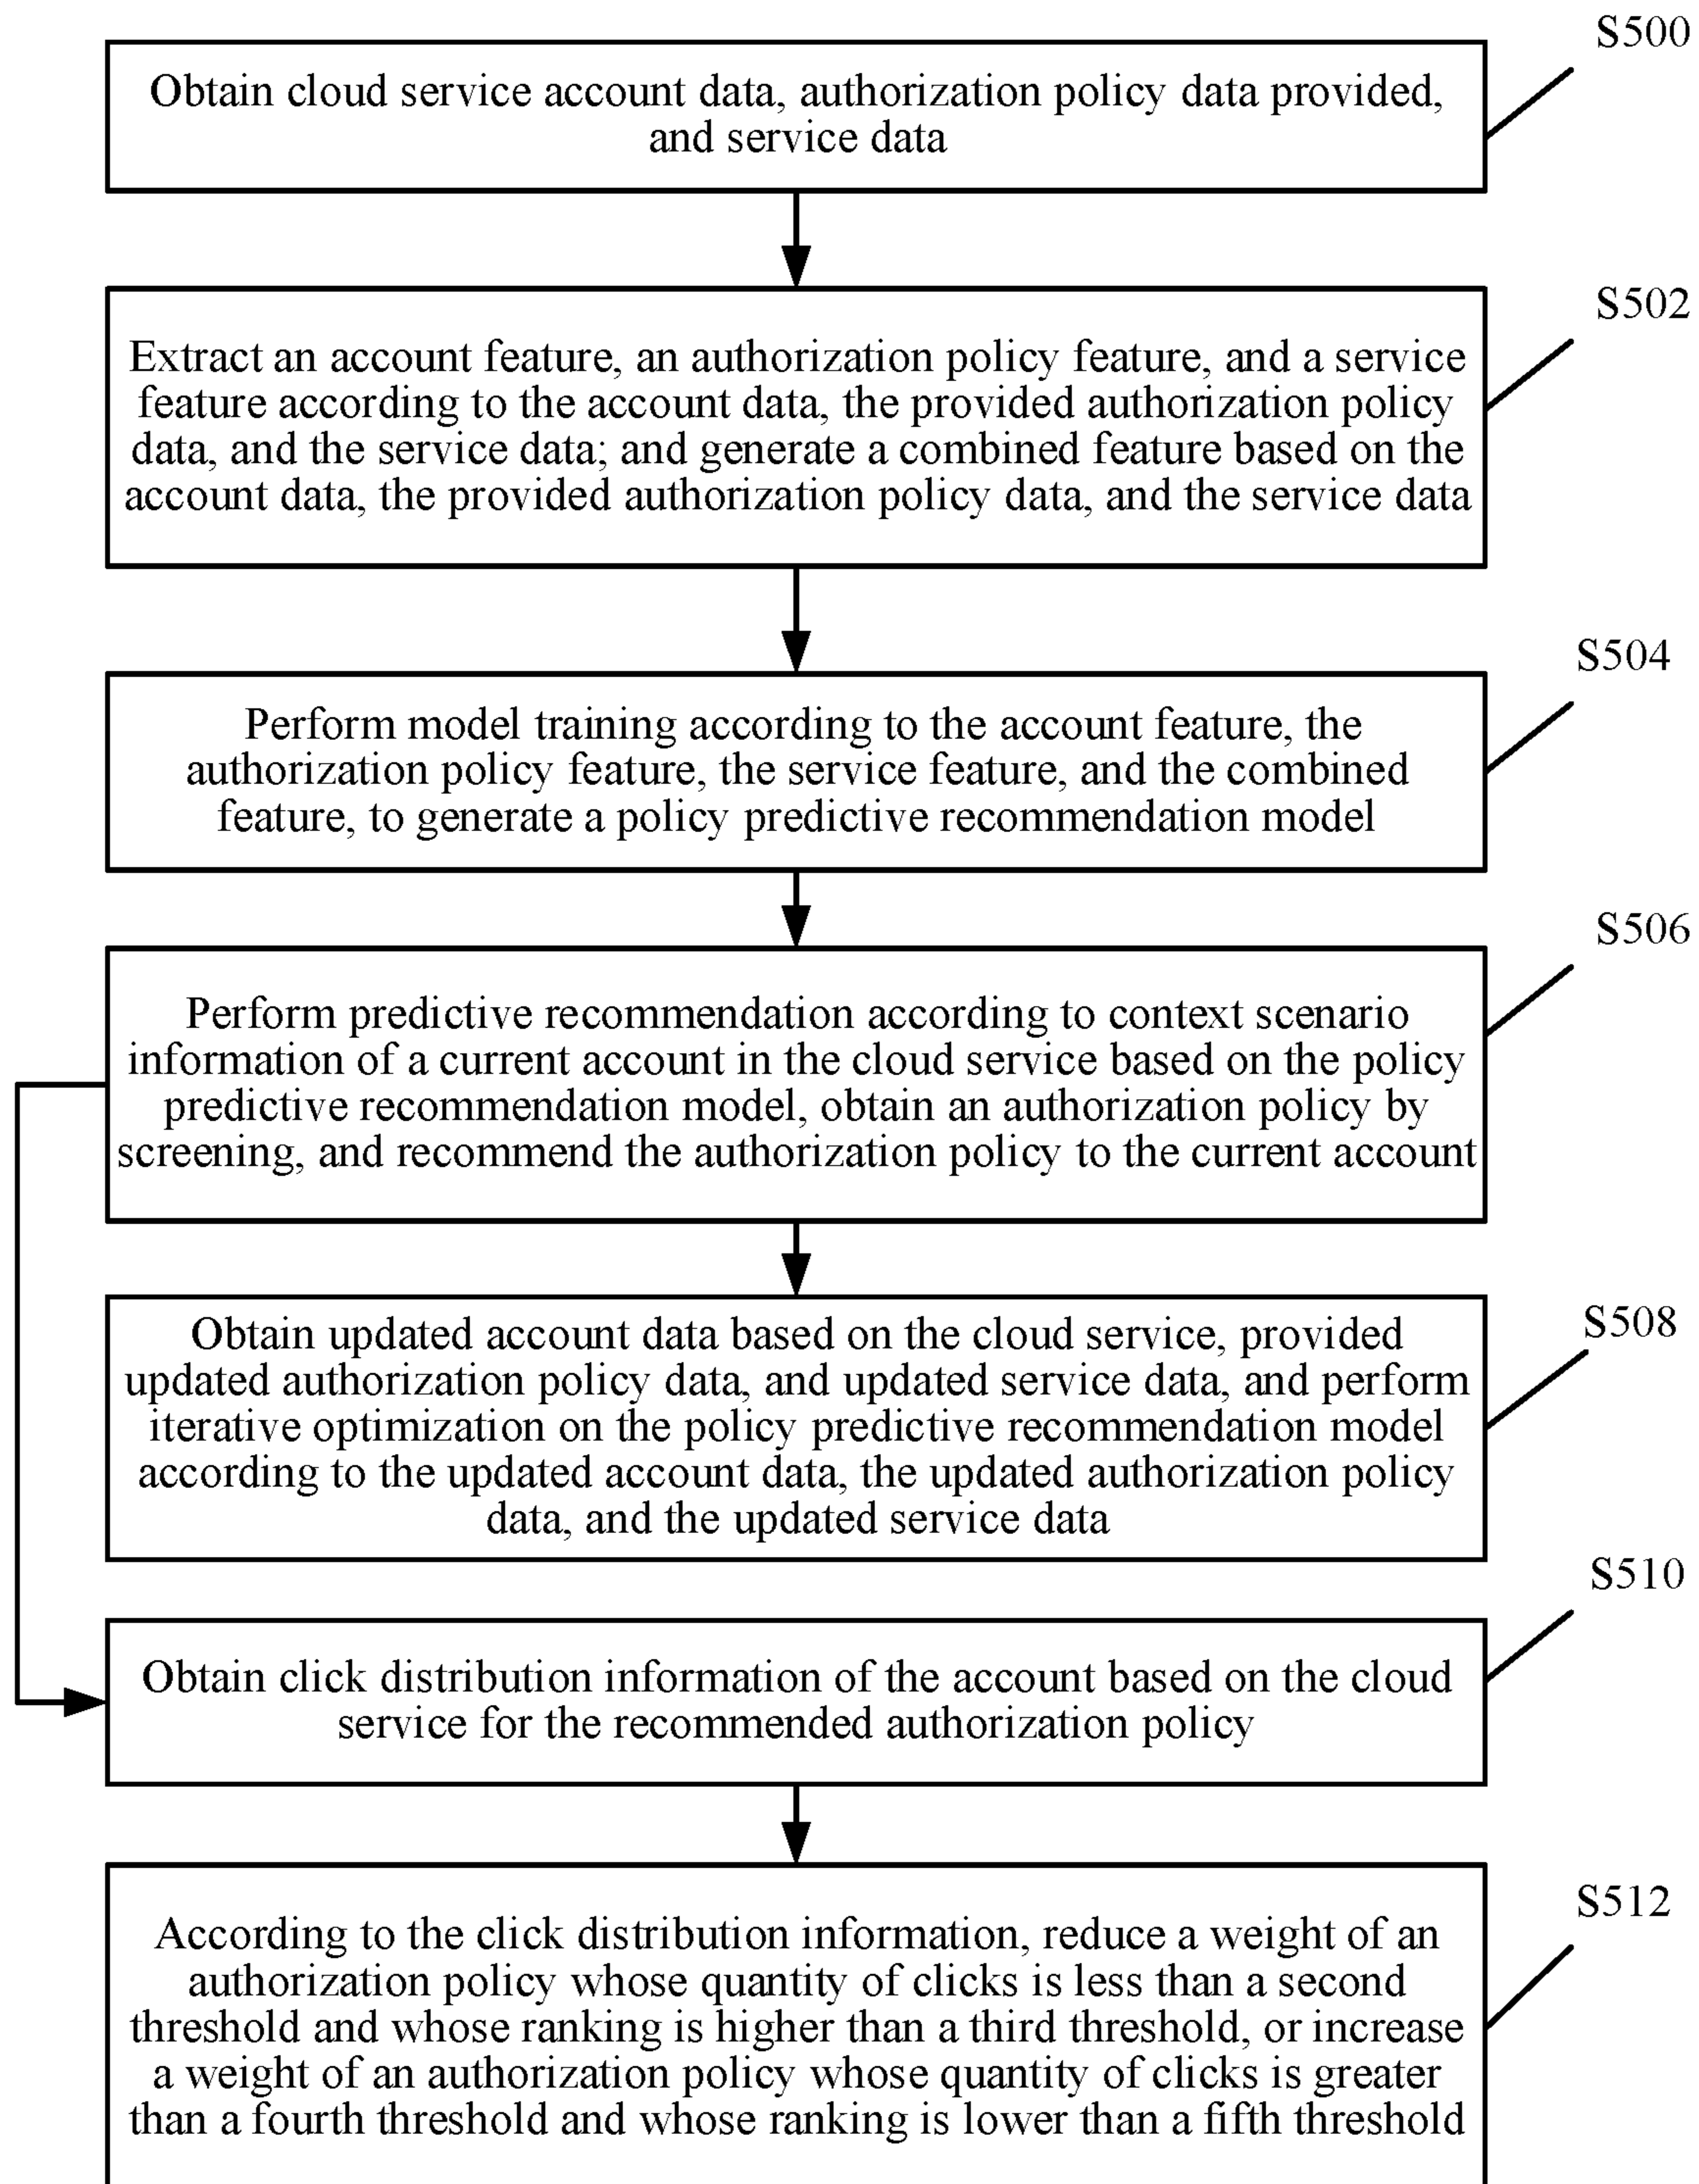 S500
Obtain cloud service account data, authorization policy data provided,
and service data
S502
Extract an account feature, an authorization policy feature, and a service
feature according to the account data, the provided authorization policy
data, and the service data; and generate a combined feature based on the
account data, the provided authorization policy data, and the service data
S504
Perform model training according to the account feature, the
authorization policy feature, the service feature, and the combined
feature, to generate a policy predictive recommendation model
S506
Perform predictive recommendation according to context scenario
information of a current account in the cloud service based on the policy
predictive recommendation model, obtain an authorization policy by
screening, and recommend the authorization policy to the current account
S508
Obtain updated account data based on the cloud service, provided
updated authorization policy data, and updated service data, and perform
iterative optimization on the policy predictive recommendation model
according to the updated account data, the updated authorization policy
data, and the updated service data
S510
Obtain click distribution information of the account based on the cloud
service for the recommended authorization policy
S512
According to the click distribution information, reduce a weight of an
authorization policy whose quantity of clicks is less than a second
threshold and whose ranking is higher than a third threshold, or increase
a weight of an authorization policy whose quantity of clicks is greater
than a fourth threshold and whose ranking is lower than a fifth threshold